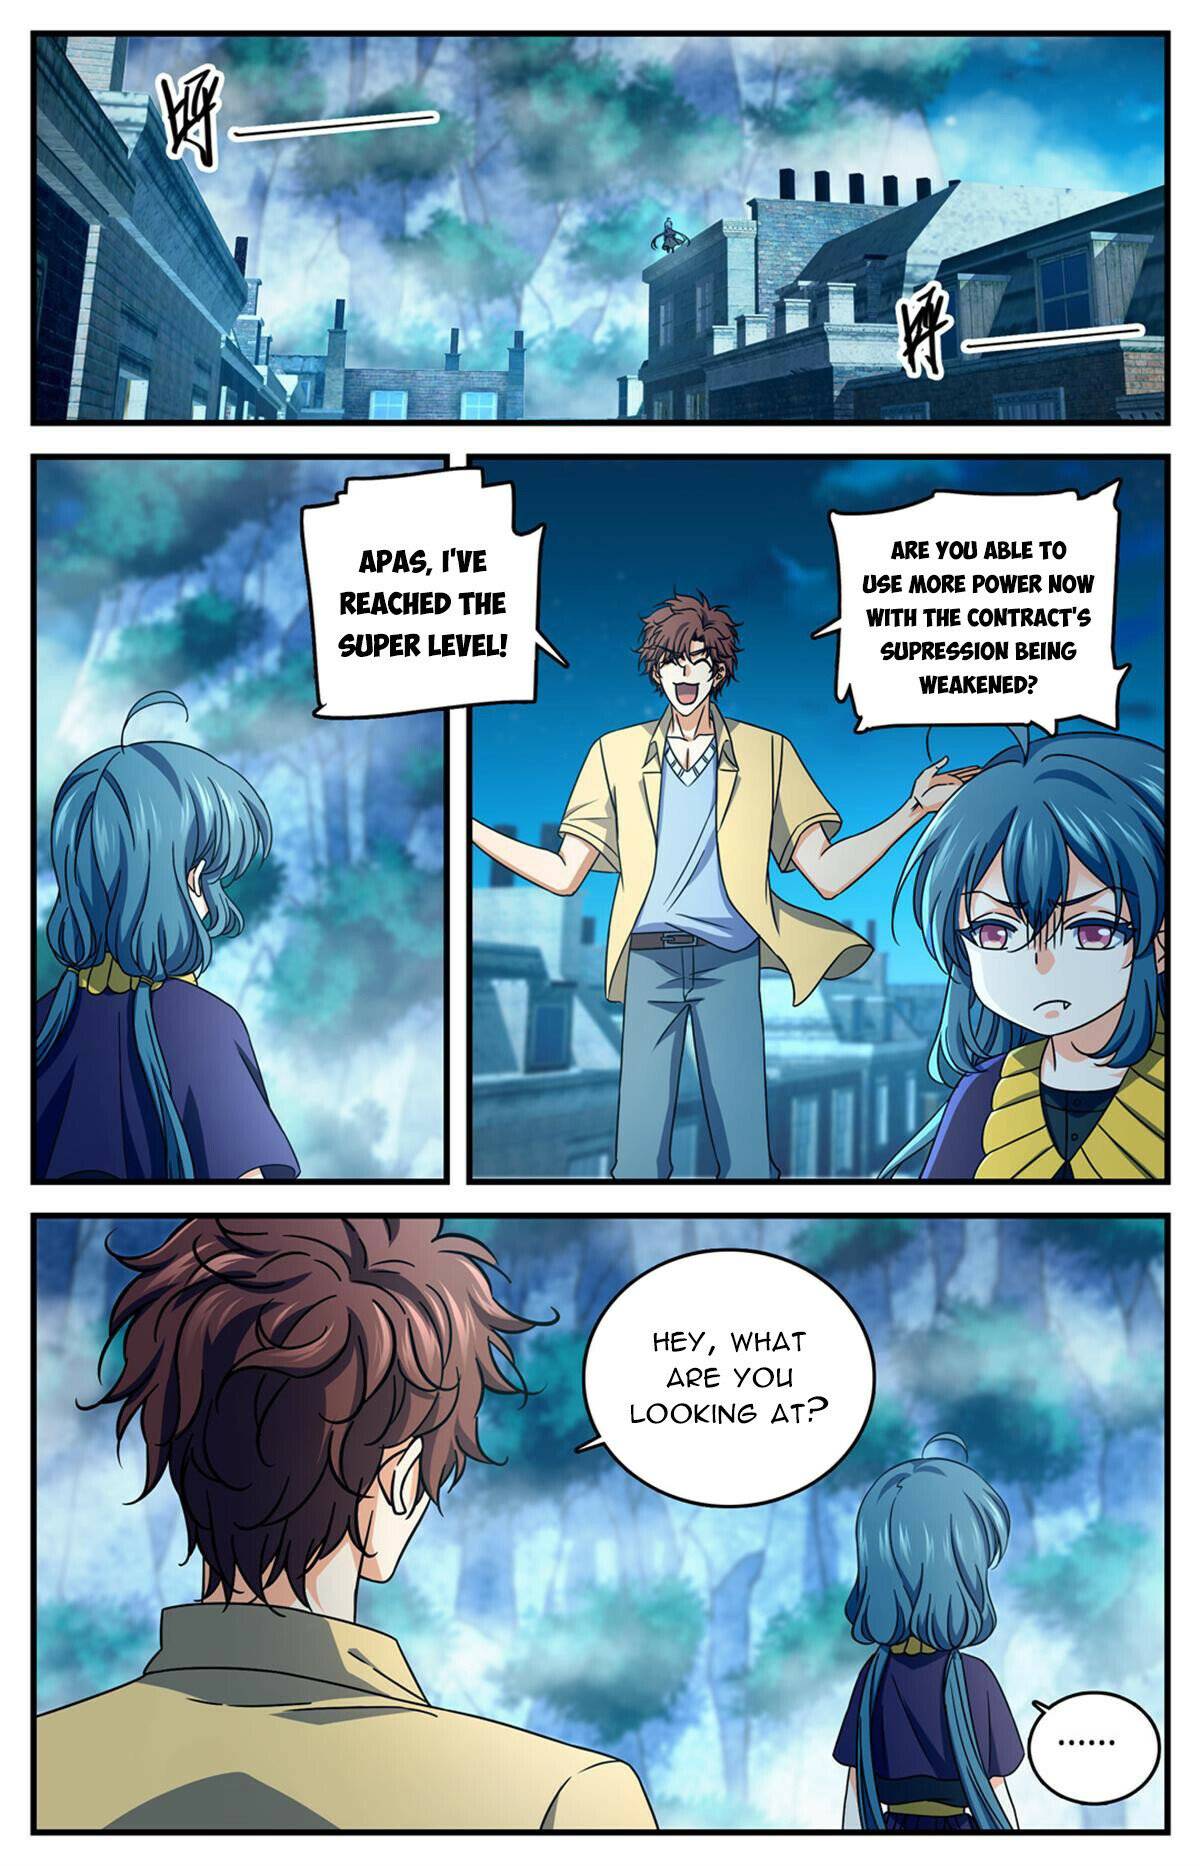 呼
呼
APAS, I'VE
REACHED THE
SUPER LEVEL!
ARE YOU ABLE TO
USE MORE POWER NOW
WITH THE CONTRACT'S
SUPRESSION BEING
WEAKENED?
HEY, WHAT
ARE YOU
LOOKING AT?
......